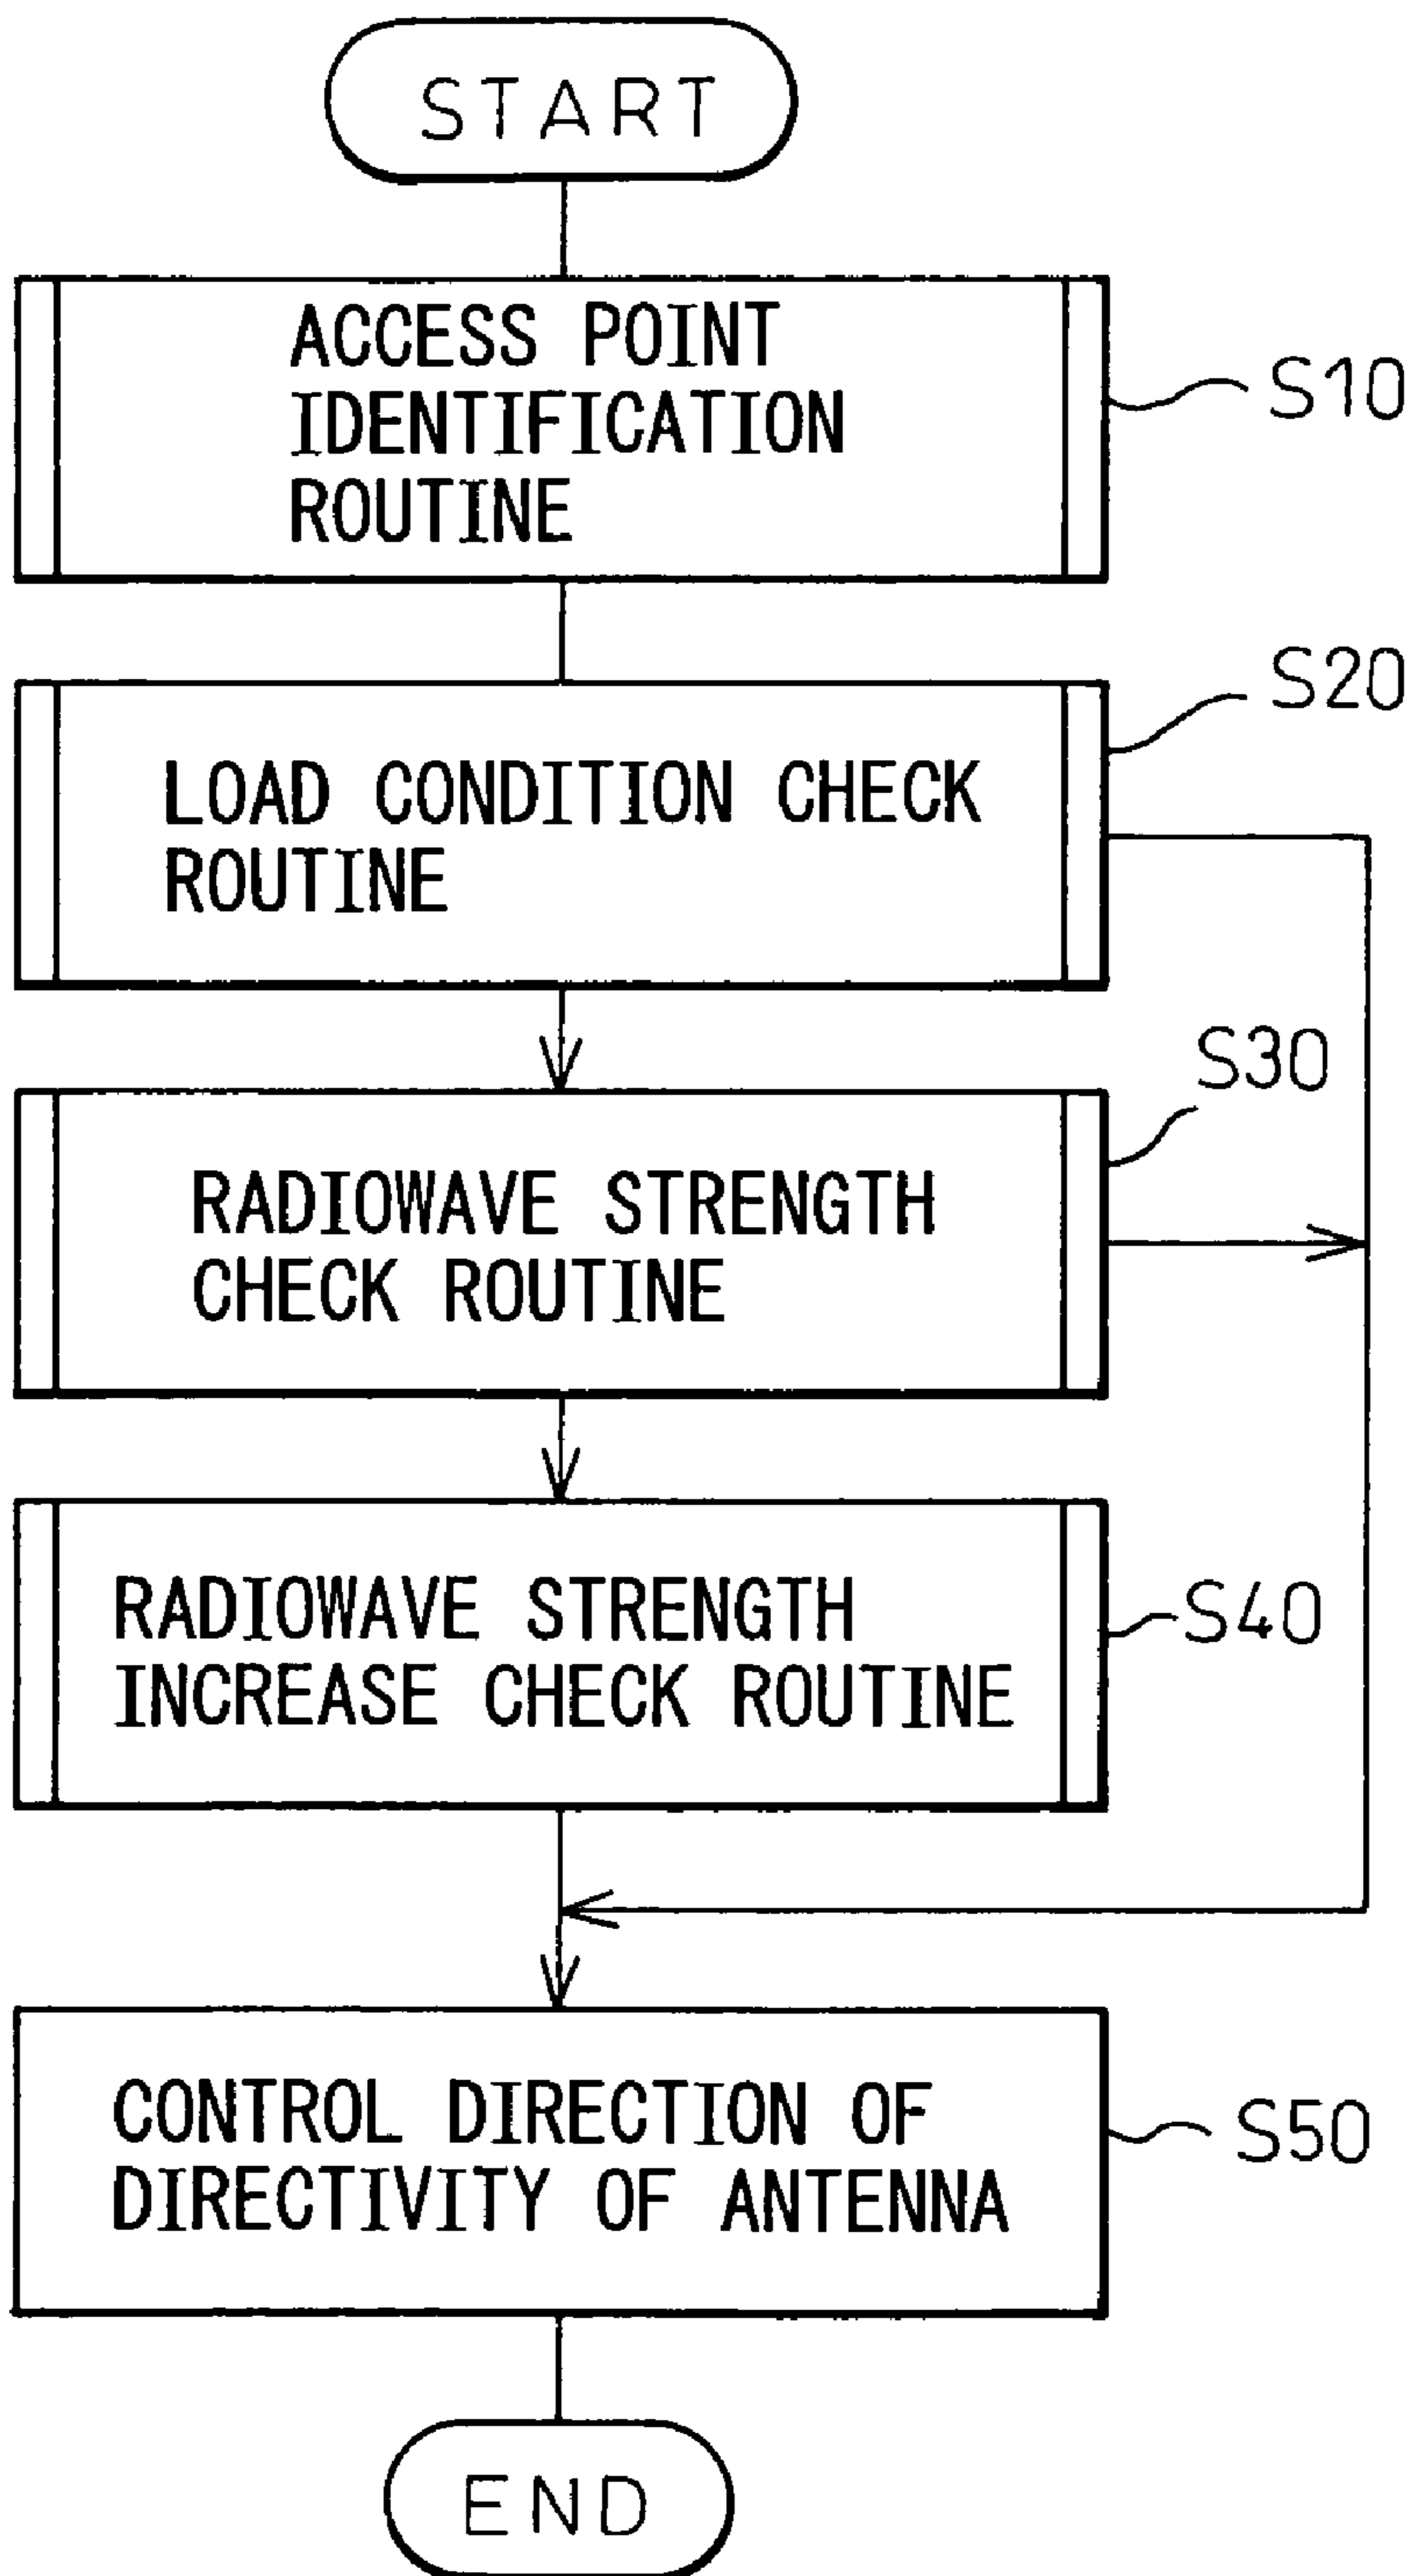 START
ACCESS POINT
IDENTIFICATION
ROUTINE
S10
LOAD CONDITION CHECK
ROUTINE
S20
RADIOWAVE STRENGTH
CHECK ROUTINE
S30
RADIOWAVE STRENGTH
INCREASE CHECK ROUTINE
S40
CONTROL DIRECTION OF
DIRECTIVITY OF ANTENNA
S50
END